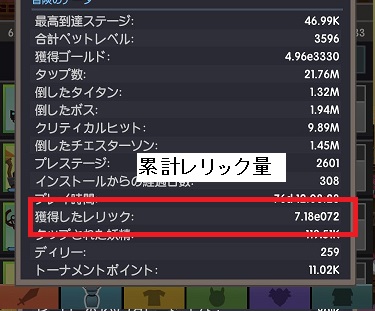 冒険のデータ
最高到達ステージ: 46.99K
合計ペットレベル: 3596
獲得ゴールド: 4.96e3330
タップ数: 21.76M
倒したタイタン: 1.32M
倒したボス: 1.94M
クリティカルヒット: 9.89M
倒したチェスターソン: 1.45M
プレステージ: 2601
累計レリック量
インストールからの経過日数: 308
プレイ時間: 76d
獲得したレリック: 7.18e072
タップされた妖精: 119.51K
デイリー: 259
トーナメントポイント: 11.02K